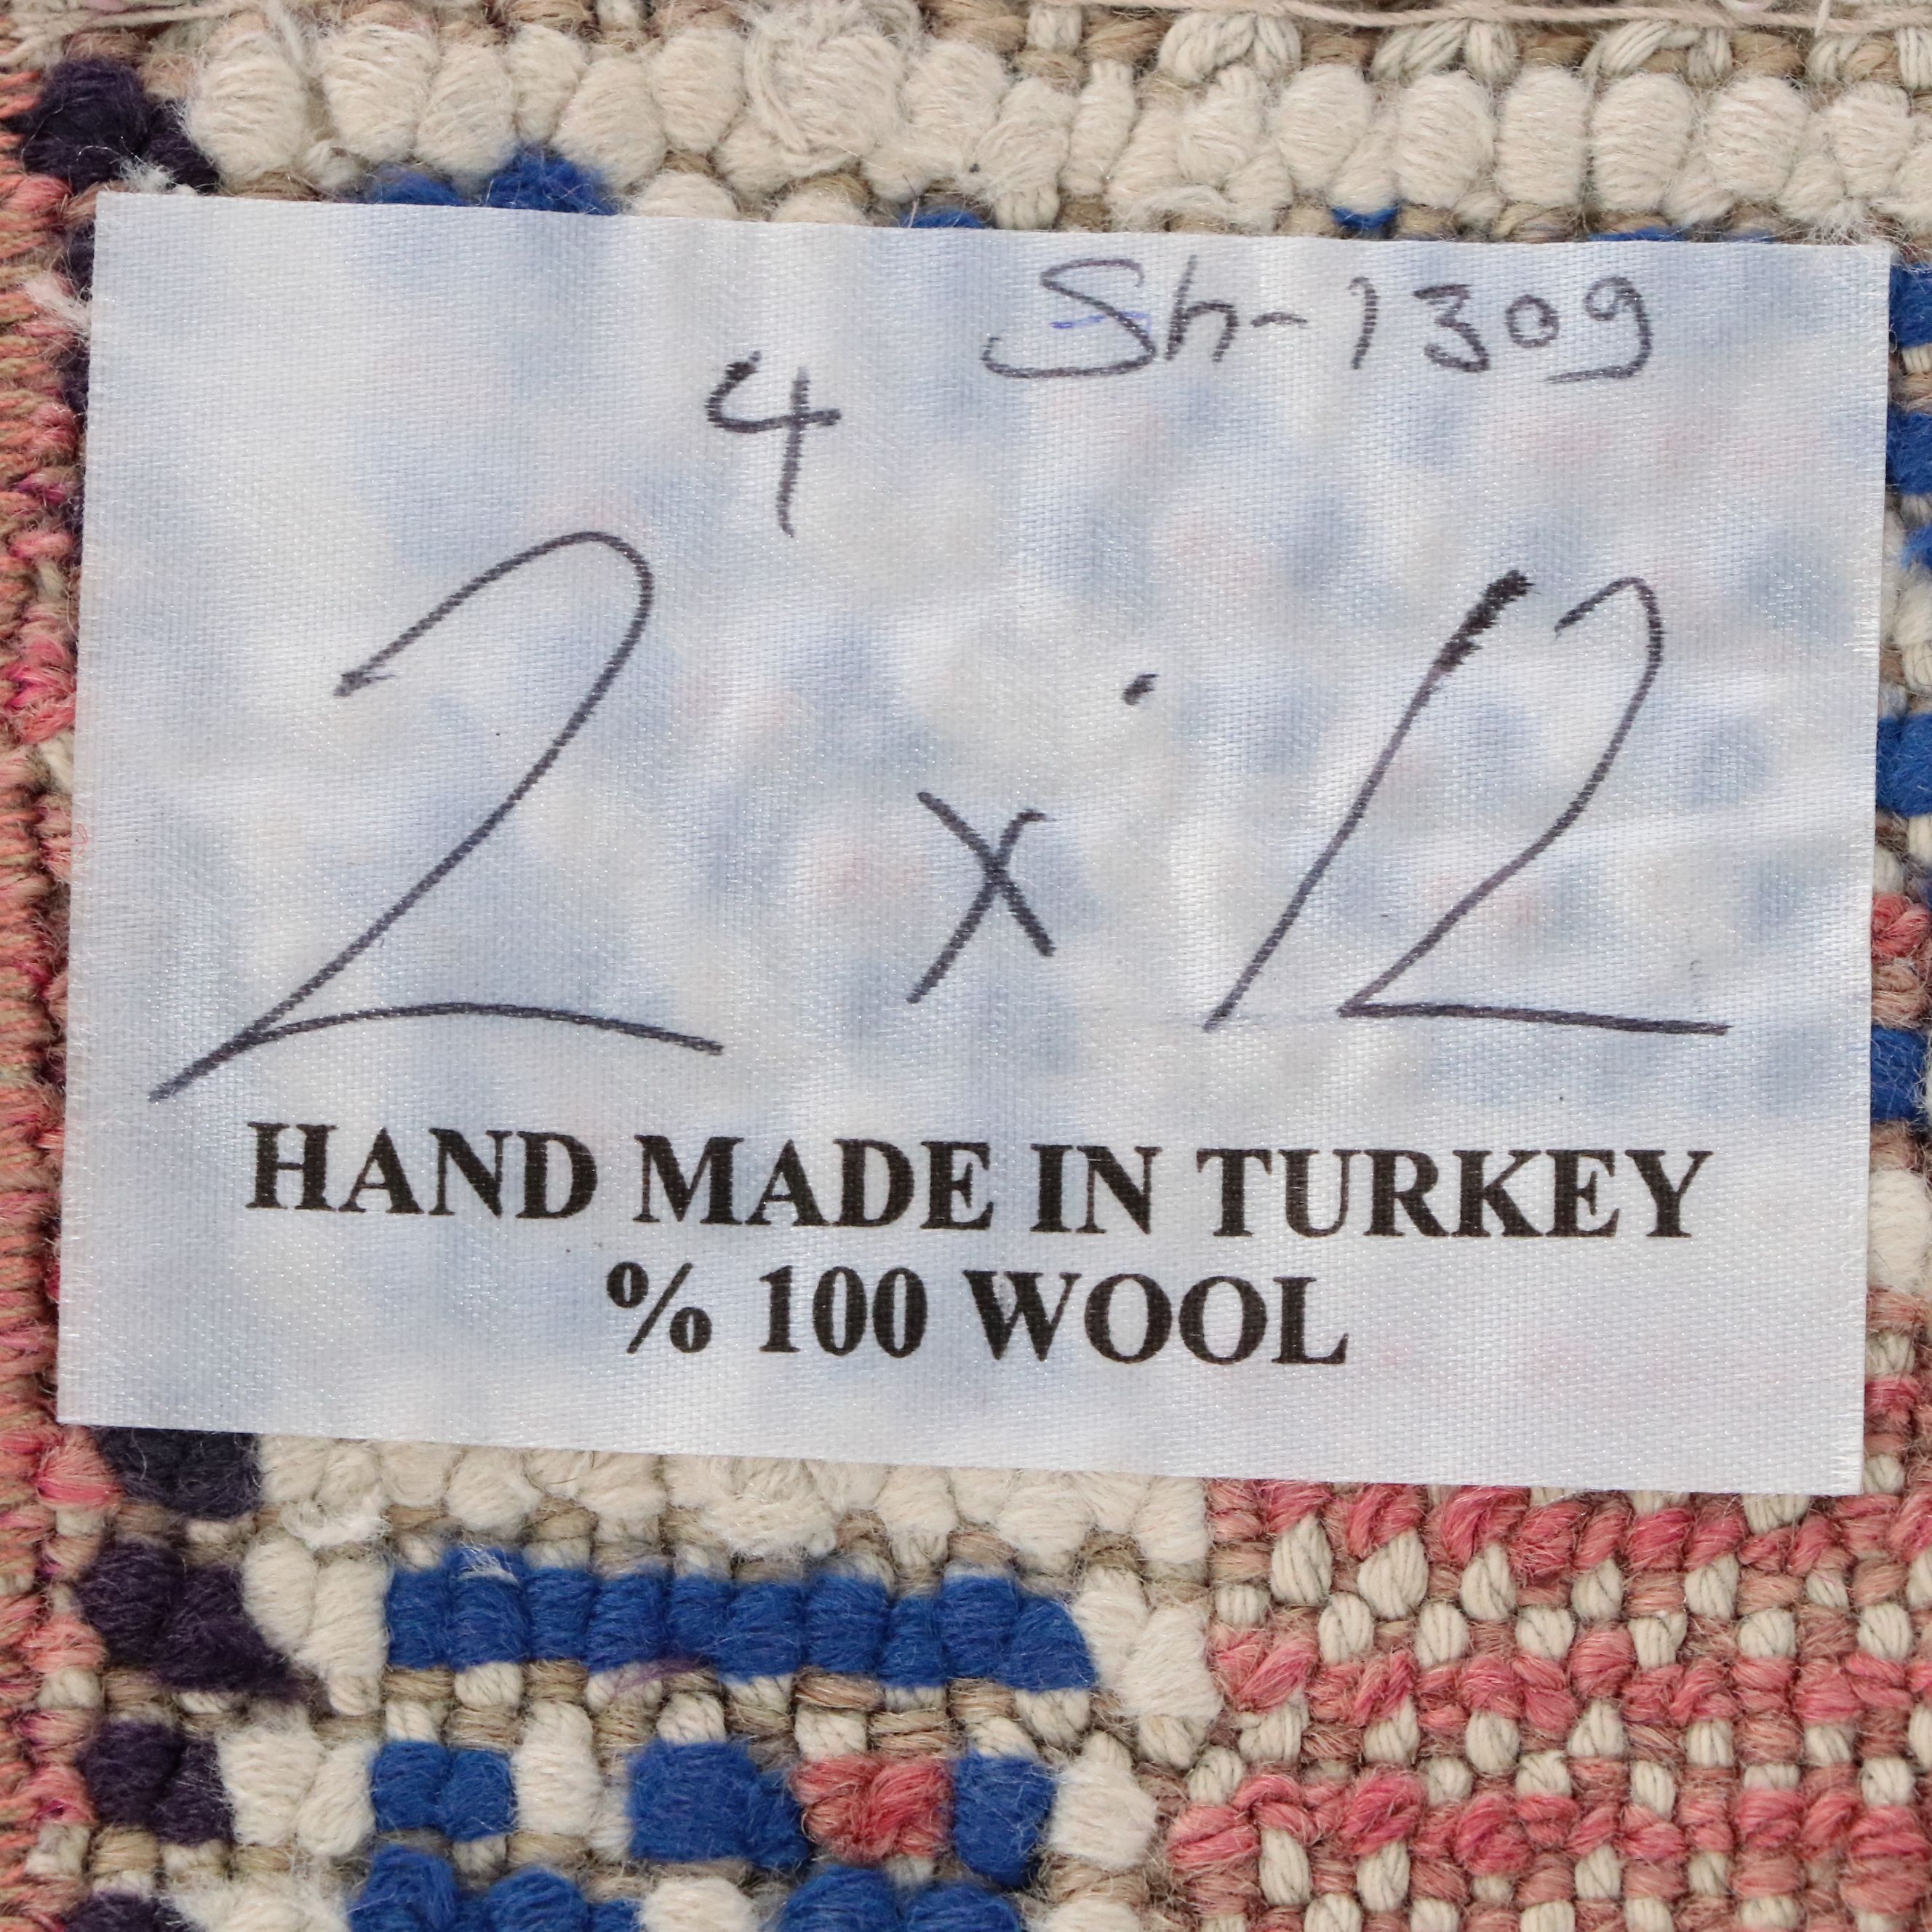 Sh-1309
2 4 x 12
HAND MADE IN TURKEY
% 100 WOOL